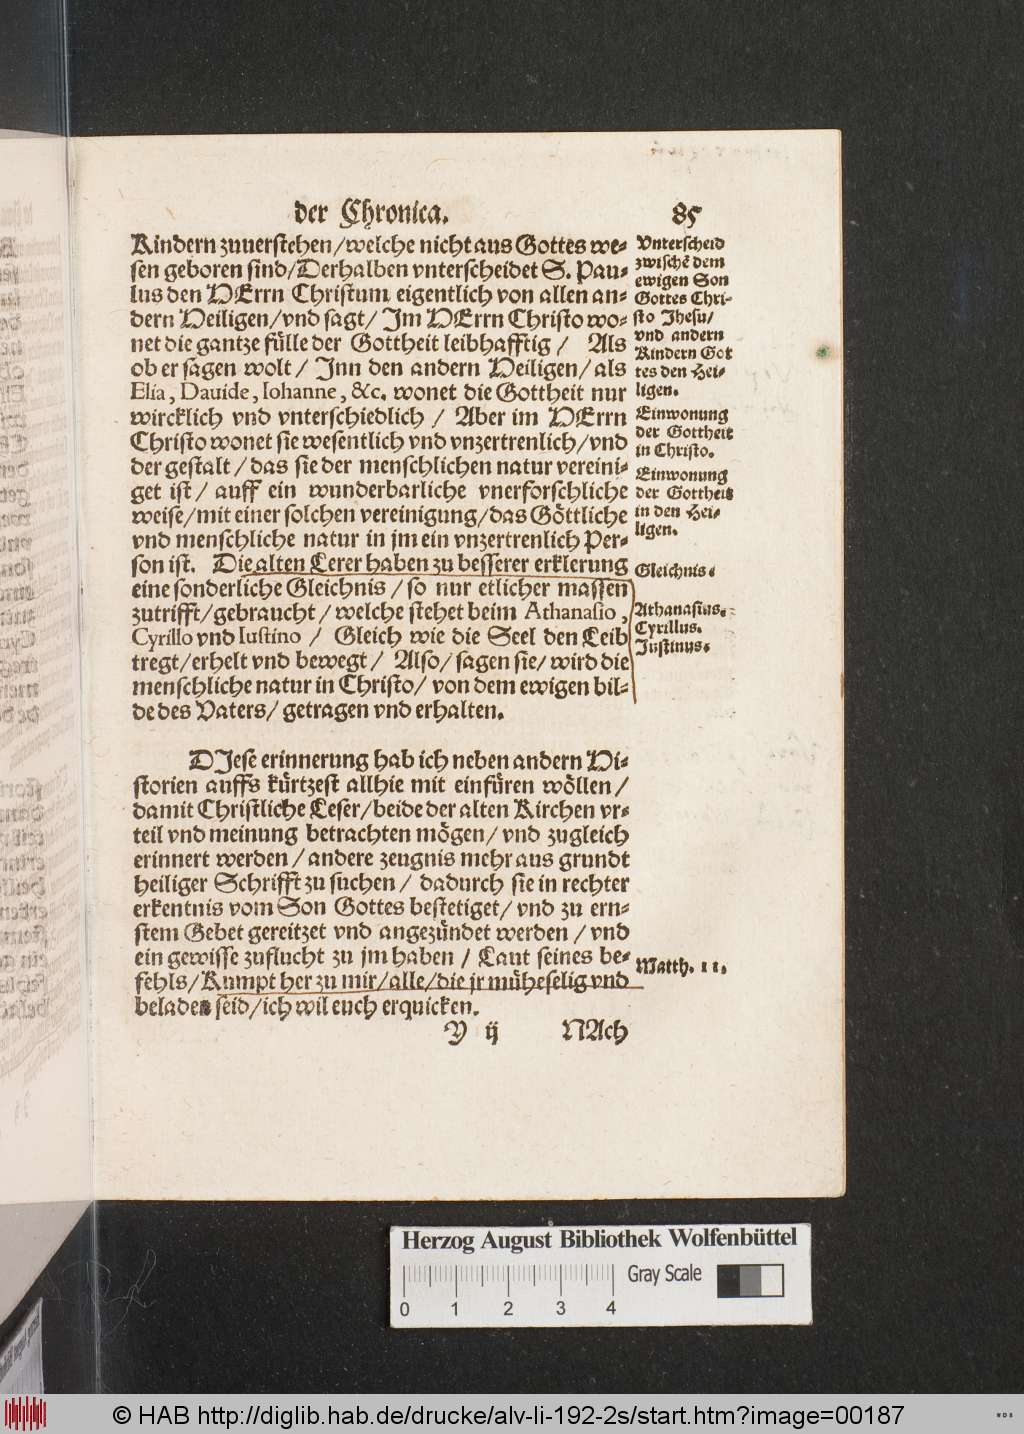 der Chronica. 85
Kindern zuuerstehen/welche nicht aus Gottes we-
sen geboren sind/Derhalben vnterscheidet S. Pau-
lus den HErrn Christum eigentlich von allen an-
dern Heiligen/vnd sagt/ Im HErrn Christo wo-
net die gantze fülle der Gottheit leibhafftig/ Als
ob er sagen wolt/ Inn den andern Heiligen/als
Elia, Dauide, Iohanne, &c. wonet die Gottheit nur
wircklich vnd vnterschiedlich/ Aber im HErrn
Christo wonet sie wesentlich vnd vnzertrenlich/vnd
der gestalt/das sie der menschlichen natur vereini-
get ist/ auff ein wunderbarliche vnerforschliche
weise/mit einer solchen vereinigung/das Göttliche
vnd menschliche natur in jm ein vnzertrenlich Per-
son ist. Die alten Lerer haben zu besserer erklerung
eine sonderliche Gleichnis/so nur etlicher massen
zutrifft/gebraucht/welche stehet beim Athanasio,
Cyrillo vnd Iustino/ Gleich wie die Seel den Leib
tregt/erhelt vnd bewegt/ Also/sagen sie/wird die
menschliche natur in Christo/von dem ewigen bil-
de des Vaters/getragen vnd erhalten.
DIese erinnerung hab ich neben andern Hi-
storien auffs kürtzest allhie mit einfüren wöllen/
damit Christliche Leser/beide der alten Kirchen vr-
teil vnd meinung betrachten mögen/vnd zugleich
erinnert werden/andere zeugnis mehr aus grundt
heiliger Schrifft zu suchen/ dadurch sie in rechter
erkentnis vom Son Gottes bestetiget/vnd zu ern-
stem Gebet gereitzet vnd angezündet werden/vnd
ein gewisse zuflucht zu jm haben/ Laut seines be-
fehls/Kumpt her zu mir/alle/die jr müheselig vnd
beladen seid/ich wil euch erquicken.
Y ij NAch
Vnterscheid
zwischē dem
ewigen Son
Gottes Chri-
sto Jhesu/
vnd andern
Kindern Got
tes den Hei-
ligen.
Einwonung
der Gottheit
in Christo.
Einwonung
der Gottheit
in den Hei-
ligen.
Gleichnis.
Athanasius.
Cyrillus.
Justinus.
Matth. 11.
Herzog August Bibliothek Wolfenbüttel
Gray Scale
0 1 2 3 4
© HAB http://diglib.hab.de/drucke/alv-li-192-2s/start.htm?image=00187